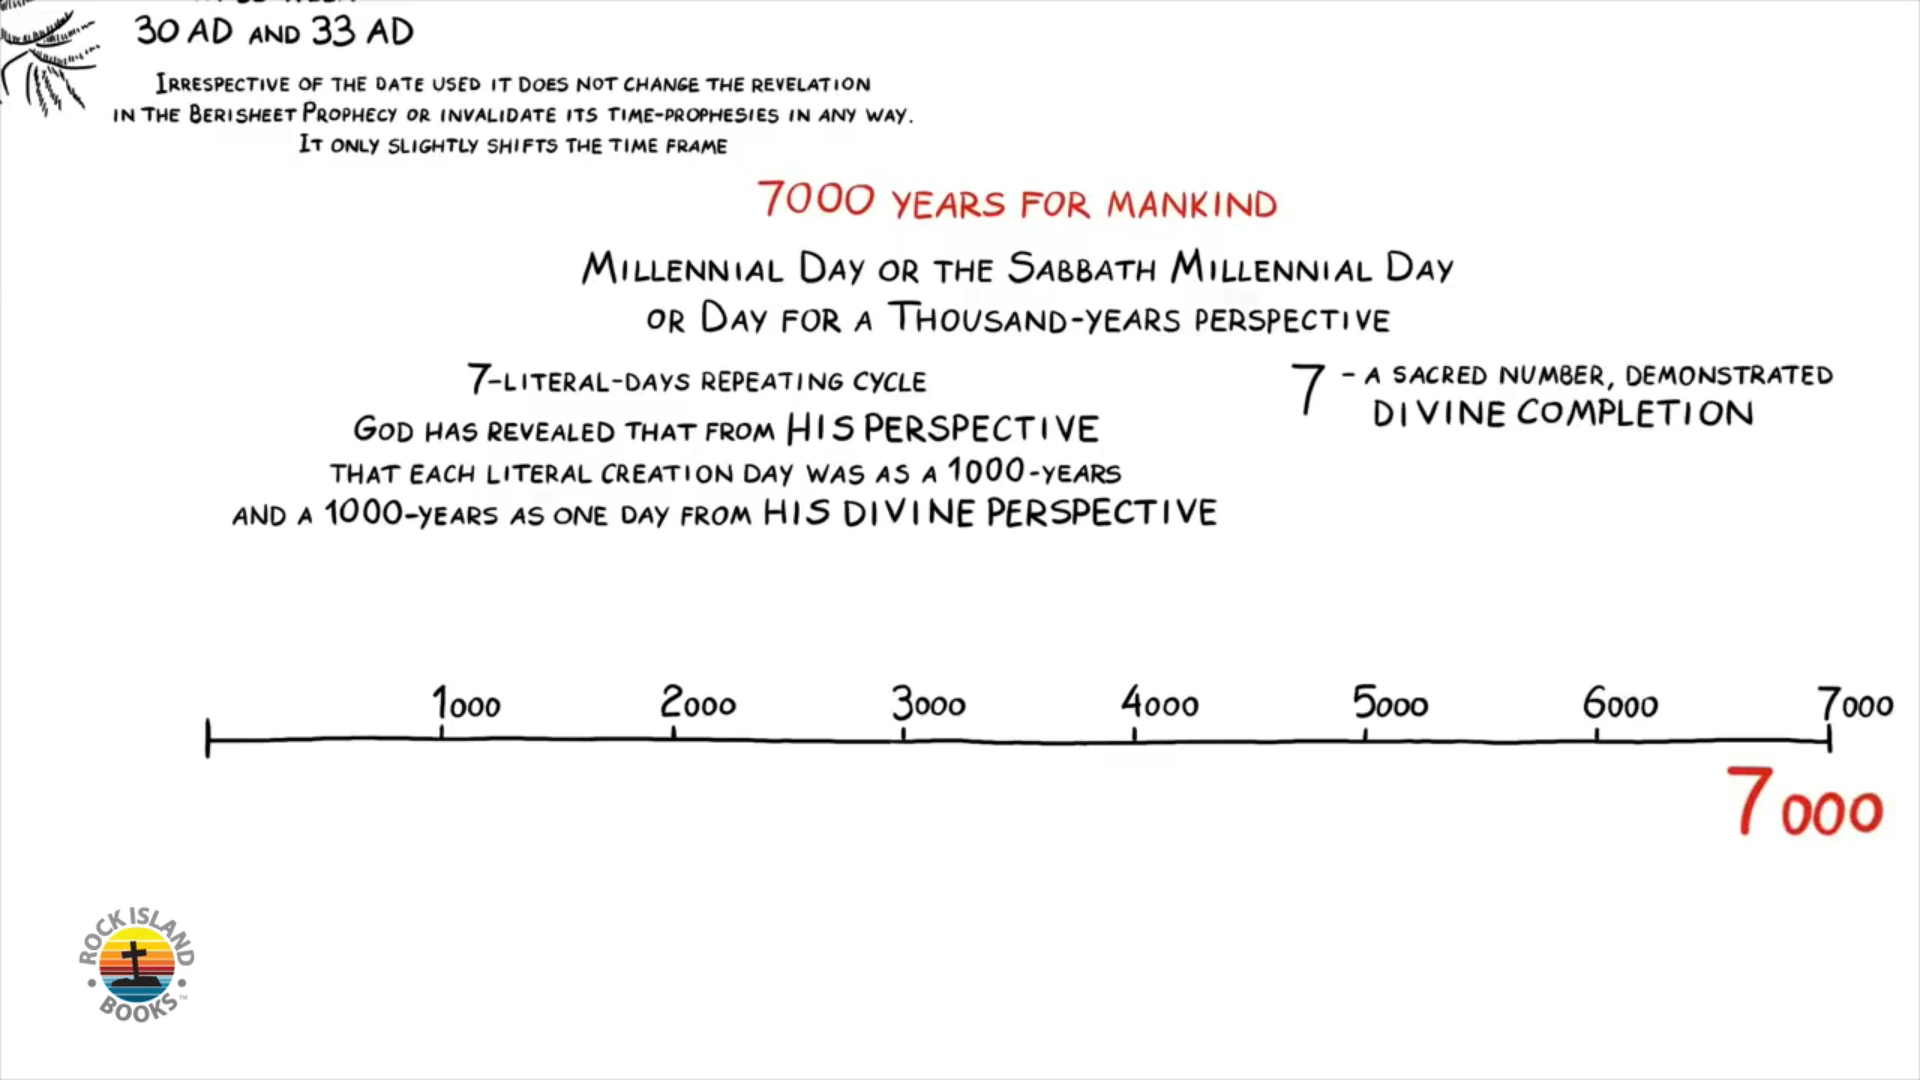 30 AD AND 33 AD
IRRESPECTIVE OF THE DATE USED IT DOES NOT CHANGE THE REVELATION
IN THE BERISHEET PROPHECY OR INVALIDATE ITS TIME-PROPHESIES IN ANY WAY.
IT ONLY SLIGHTLY SHIFTS THE TIME FRAME
7000 YEARS FOR MANKIND
MILLENNIAL DAY OR THE SABBATH MILLENNIAL DAY
OR DAY FOR A THOUSAND-YEARS PERSPECTIVE
7-LITERAL-DAYS REPEATING CYCLE
GOD HAS REVEALED THAT FROM HIS PERSPECTIVE
THAT EACH LITERAL CREATION DAY WAS AS A 1000-YEARS
AND A 1000-YEARS AS ONE DAY FROM HIS DIVINE PERSPECTIVE
7 - A SACRED NUMBER, DEMONSTRATED
DIVINE COMPLETION
1000 2000 3000 4000 5000 6000 7000
7000
ROCK ISLAND
BOOKS™